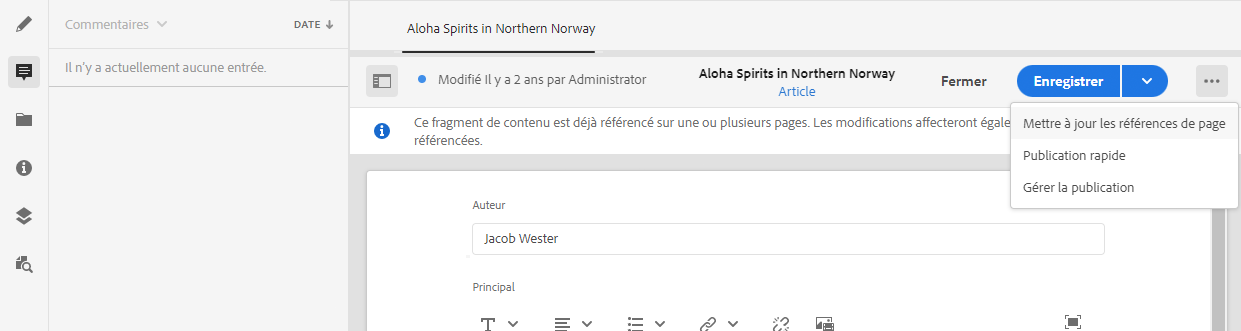 Commentaires
DATE
Il n'y a actuellement aucune entrée.
Aloha Spirits in Northern Norway
Modifié Il y a 2 ans par Administrator
Aloha Spirits in Northern Norway
Article
Fermer
Enregistrer
Mettre à jour les références de page
Publication rapide
Gérer la publication
Ce fragment de contenu est déjà référencé sur une ou plusieurs pages. Les modifications affecteront
référencées.
Auteur
Jacob Wester
Principal